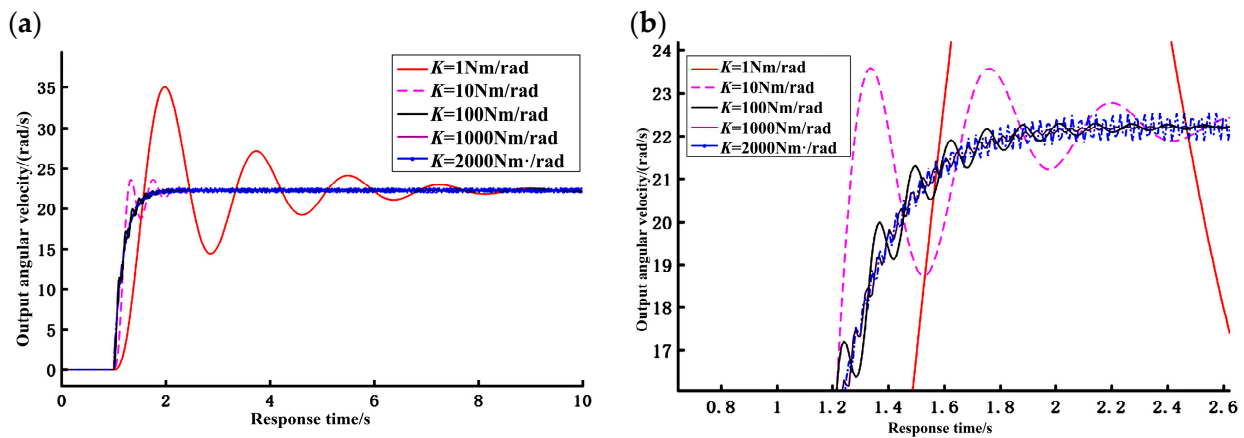 (a)
Output angular velocity/(rad/s)
35
30
25
20
15
10
5
0
K=1Nm/rad
K=10Nm/rad
K=100Nm/rad
K=1000Nm/rad
K=2000Nm·/rad
0 2 4 6 8 10
Response time/s
(b)
Output angular velocity/(rad/s)
24
23
22
21
20
19
18
17
K=1Nm/rad
K=10Nm/rad
K=100Nm/rad
K=1000Nm/rad
K=2000Nm·/rad
0.8 1 1.2 1.4 1.6 1.8 2 2.2 2.4 2.6
Response time/s